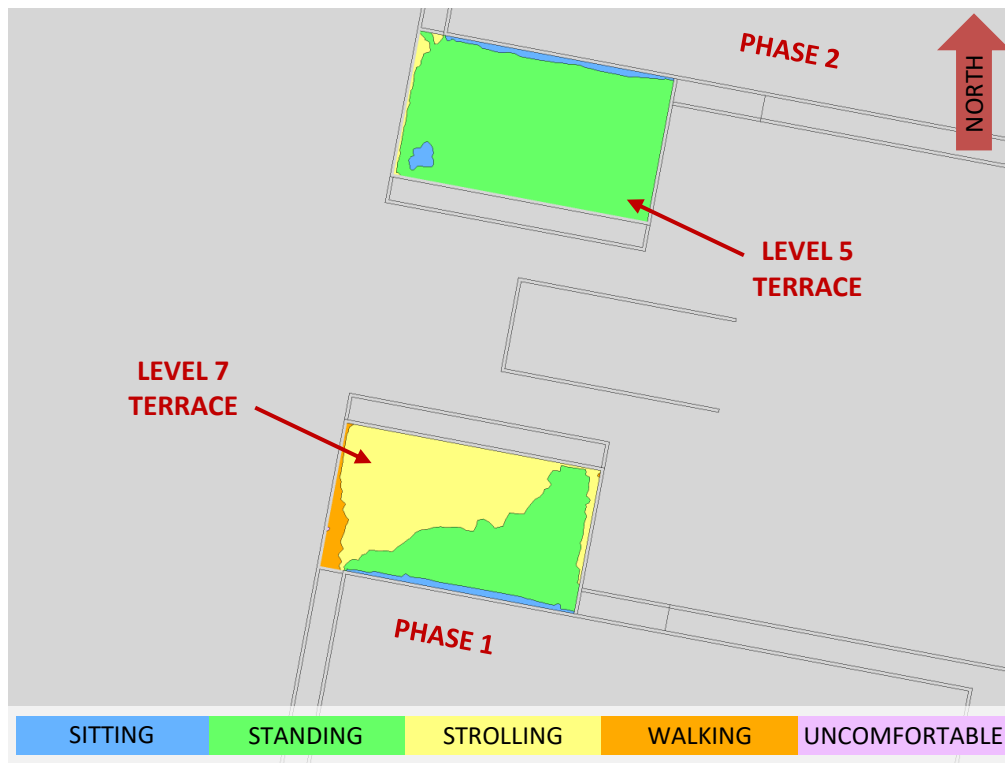 PHASE 2
NORTH
LEVEL 5
TERRACE
LEVEL 7
TERRACE
PHASE 1
SITTING
STANDING
STROLLING
WALKING
UNCOMFORTABLE